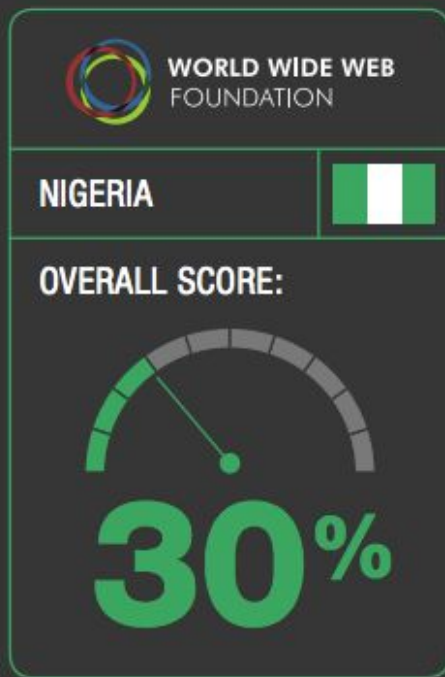 WORLD WIDE WEB
FOUNDATION
NIGERIA
OVERALL SCORE:
30%